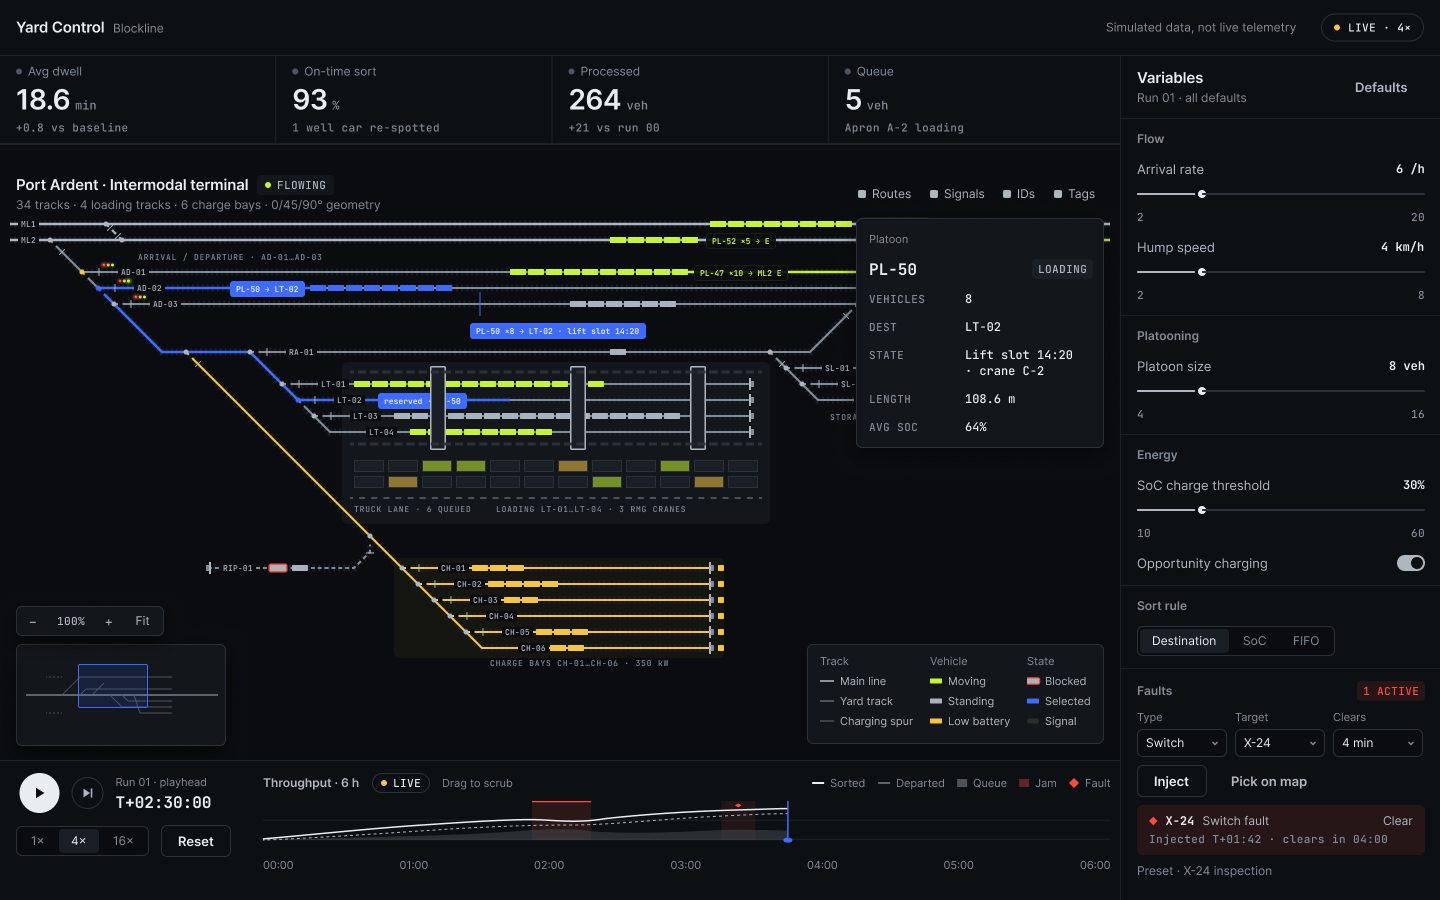 Yard Control Blockline
Simulated data, not live telemetry
LIVE · 4×
Avg dwell
18.6 min
+0.8 vs baseline
On-time sort
93 %
1 well car re-spotted
Processed
264 veh
+21 vs run 00
Queue
5 veh
Apron A-2 loading
Port Ardent · Intermodal terminal
FLOWING
34 tracks · 4 loading tracks · 6 charge bays · 0/45/90° geometry
Routes
Signals
IDs
Tags
ML1
ML2
PL-52 ×5 → E
ARRIVAL / DEPARTURE · AD-01…AD-03
AD-01
PL-47 ×10 → ML2 E
AD-02
PL-50 → LT-02
AD-03
PL-50 ×8 → LT-02 · lift slot 14:20
RA-01
SL-01
SL-
STORA
LT-01
LT-02
reserved
-50
LT-03
LT-04
TRUCK LANE · 6 QUEUED
LOADING LT-01…LT-04 · 3 RMG CRANES
RIP-01
CH-01
CH-02
CH-03
CH-04
CH-05
CH-06
CHARGE BAYS CH-01…CH-06 · 350 kW
Platoon
PL-50
LOADING
VEHICLES 8
DEST LT-02
STATE Lift slot 14:20
· crane C-2
LENGTH 108.6 m
AVG SOC 64%
− 100% + Fit
Track
Main line
Yard track
Charging spur
Vehicle
Moving
Standing
Low battery
State
Blocked
Selected
Signal
Run 01 · playhead
T+02:30:00
1× 4× 16×
Reset
Throughput · 6 h
LIVE
Drag to scrub
Sorted
Departed
Queue
Jam
Fault
00:00 01:00 02:00 03:00 04:00 05:00 06:00
Variables
Run 01 · all defaults
Defaults
Flow
Arrival rate 6 /h
2 20
Hump speed 4 km/h
2 8
Platooning
Platoon size 8 veh
4 16
Energy
SoC charge threshold 30%
10 60
Opportunity charging
Sort rule
Destination SoC FIFO
Faults
1 ACTIVE
Type Target Clears
Switch X-24 4 min
Inject
Pick on map
X-24 Switch fault Clear
Injected T+01:42 · clears in 04:00
Preset · X-24 inspection